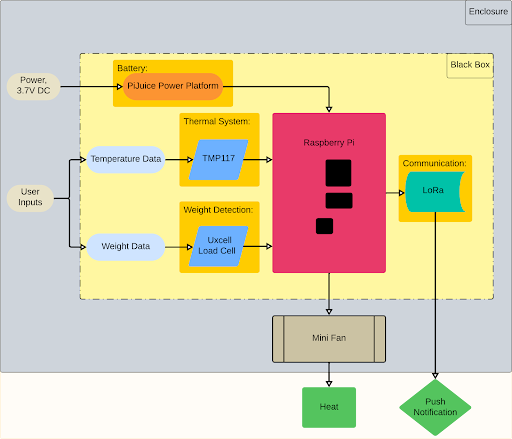 Enclosure
Black Box
Power,
3.7V DC
Battery:
PiJuice Power Platform
Thermal System:
Raspberry Pi
Temperature Data
TMP117
Communication:
LoRa
User
Inputs
Weight Detection:
Weight Data
Uxcell
Load Cell
Mini Fan
Heat
Push
Notification